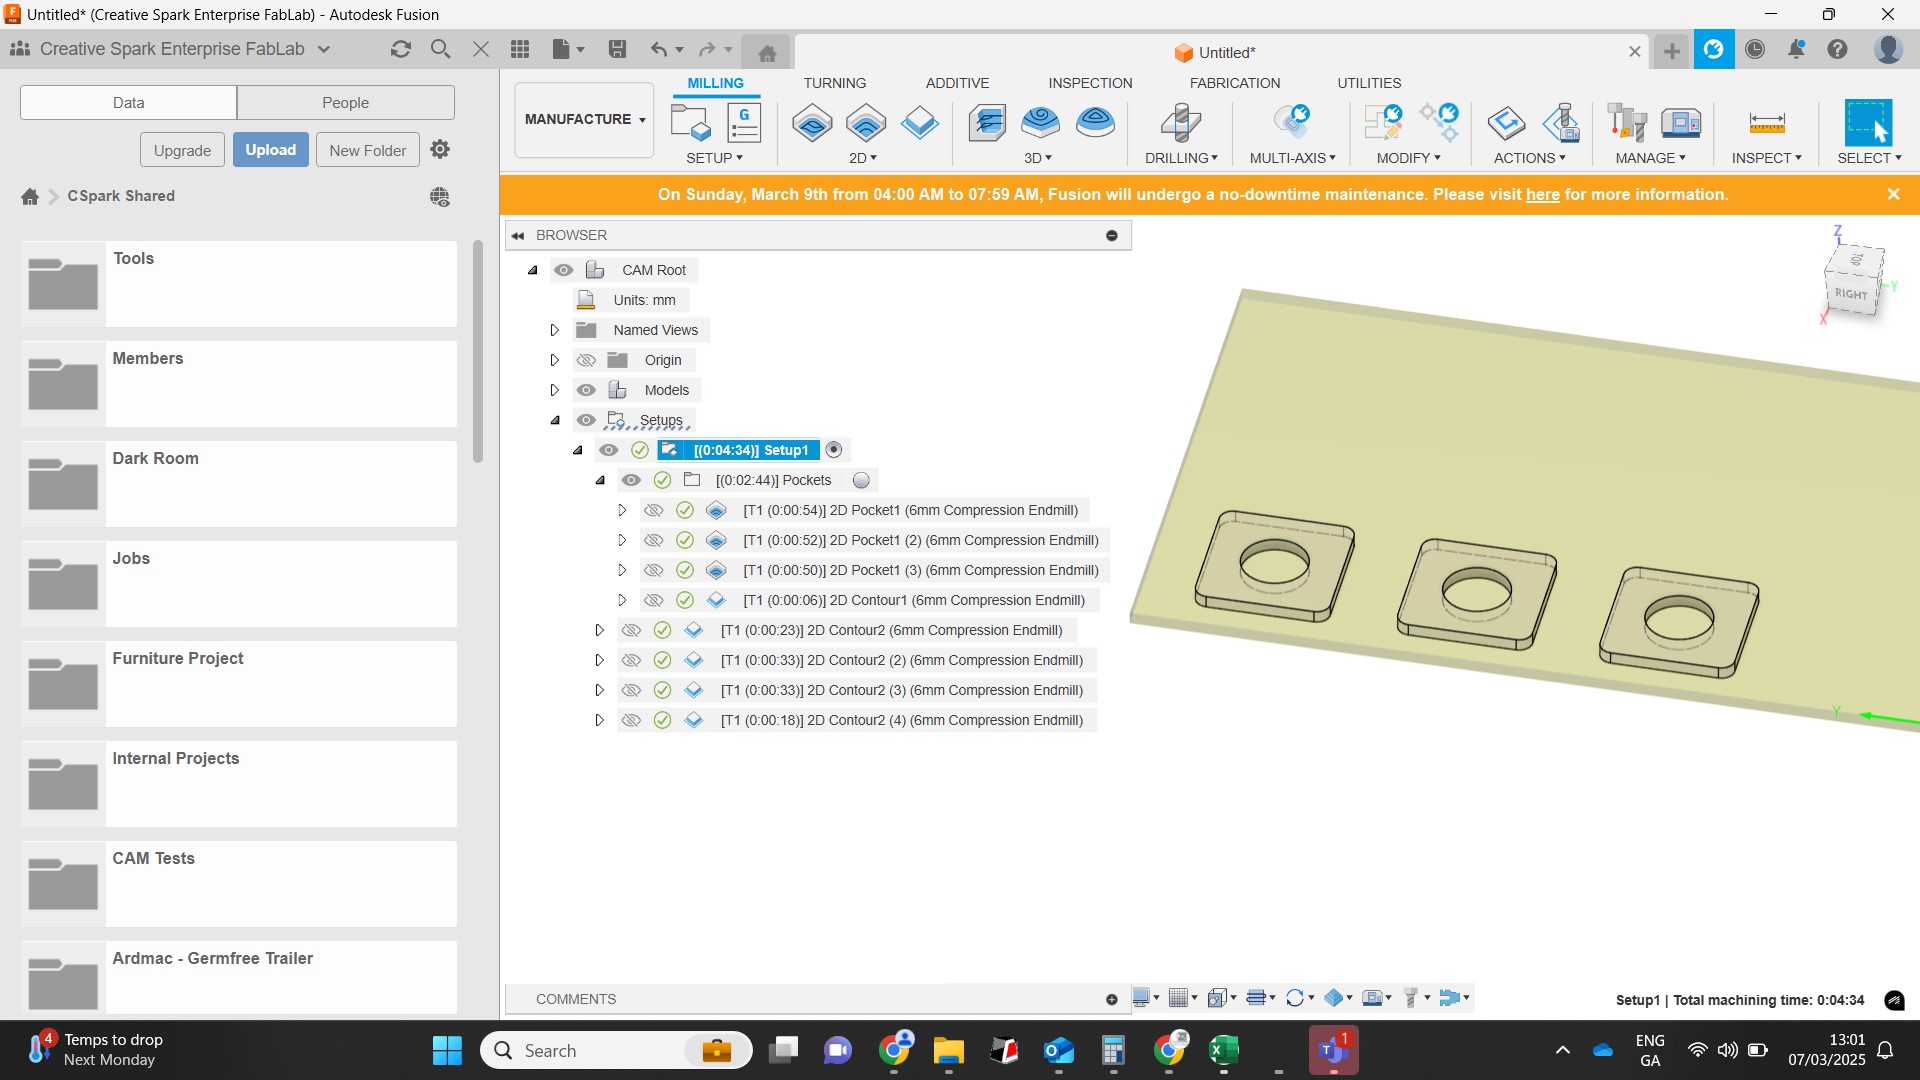 Untitled* (Creative Spark Enterprise FabLab) - Autodesk Fusion
Creative Spark Enterprise FabLab
Untitled*
Data
People
Upgrade
Upload
New Folder
CSpark Shared
Tools
Members
Dark Room
Jobs
Furniture Project
Internal Projects
CAM Tests
Ardmac - Germfree Trailer
MILLING
TURNING
ADDITIVE
INSPECTION
FABRICATION
UTILITIES
MANUFACTURE
G
SETUP
2D
3D
DRILLING
MULTI-AXIS
MODIFY
ACTIONS
MANAGE
INSPECT
SELECT
On Sunday, March 9th from 04:00 AM to 07:59 AM, Fusion will undergo a no-downtime maintenance. Please visit here for more information.
BROWSER
CAM Root
Units: mm
Named Views
Origin
Models
Setups
[(0:04:34)] Setup1
[(0:02:44)] Pockets
[T1 (0:00:54)] 2D Pocket1 (6mm Compression Endmill)
[T1 (0:00:52)] 2D Pocket1 (2) (6mm Compression Endmill)
[T1 (0:00:50)] 2D Pocket1 (3) (6mm Compression Endmill)
[T1 (0:00:06)] 2D Contour1 (6mm Compression Endmill)
[T1 (0:00:23)] 2D Contour2 (6mm Compression Endmill)
[T1 (0:00:33)] 2D Contour2 (2) (6mm Compression Endmill)
[T1 (0:00:33)] 2D Contour2 (3) (6mm Compression Endmill)
[T1 (0:00:18)] 2D Contour2 (4) (6mm Compression Endmill)
Z
TOP
RIGHT
Y
X
Y
COMMENTS
Setup1 | Total machining time: 0:04:34
4
Temps to drop
Next Monday
Search
1
ENG
GA
13:01
07/03/2025